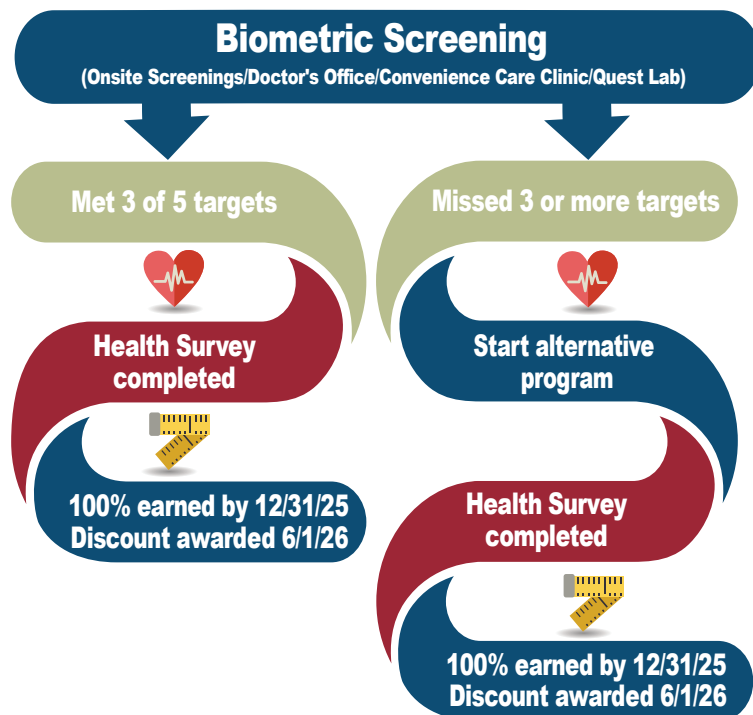 Biometric Screening
(Onsite Screenings/Doctor's Office/Convenience Care Clinic/Quest Lab)
Met 3 of 5 targets
Health Survey
completed
100% earned by 12/31/25
Discount awarded 6/1/26
Missed 3 or more targets
Start alternative
program
Health Survey
completed
100% earned by 12/31/25
Discount awarded 6/1/26